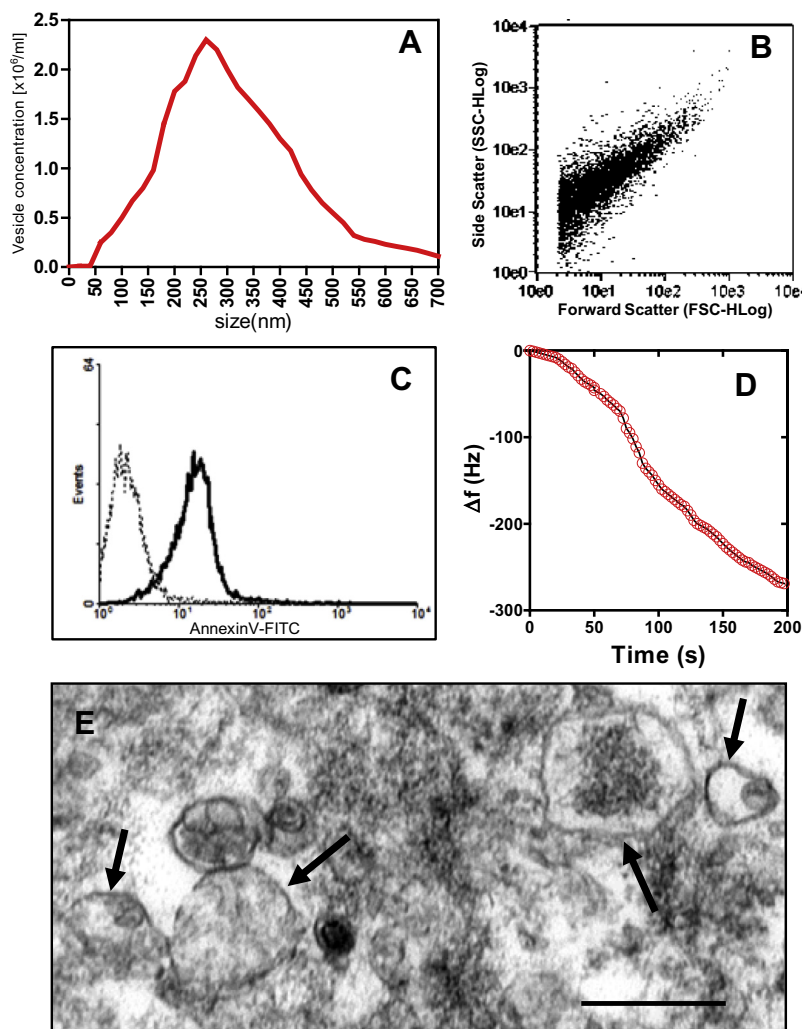 A
Vesicle concentration [x10⁶/ml]
2.5
2.0
1.5
1.0
0.5
0.0
0 50 100 150 200 250 300 350 400 450 500 550 600 650 700
size(nm)
B
Side Scatter (SSC-HLog)
10e4
10e3
10e2
10e1
10e0
10e0 10e1 10e2 10e3 10e4
Forward Scatter (FSC-HLog)
C
Events
64
0
10⁰ 10¹ 10² 10³ 10⁴
AnnexinV-FITC
D
Δf (Hz)
0
-100
-200
-300
0 50 100 150 200
Time (s)
E